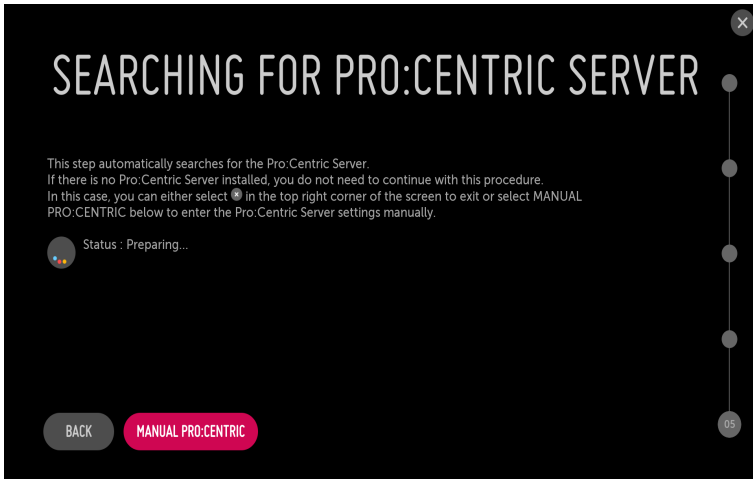 SEARCHING FOR PRO:CENTRIC SERVER
This step automatically searches for the Pro:Centric Server.
If there is no Pro:Centric Server installed, you do not need to continue with this procedure.
In this case, you can either select in the top right corner of the screen to exit or select MANUAL
PRO:CENTRIC below to enter the Pro:Centric Server settings manually.
Status : Preparing...
BACK
MANUAL PRO:CENTRIC
05